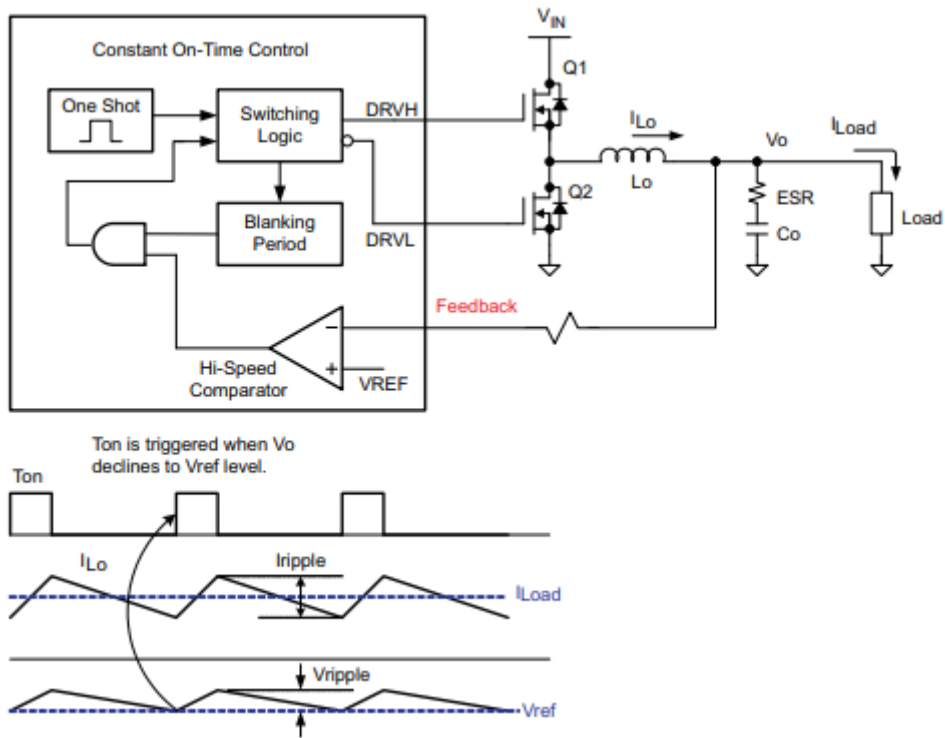 Constant On-Time Control
One Shot
Switching
Logic
Blanking
Period
DRVH
DRVL
Hi-Speed
Comparator
−
+
VREF
Feedback
VIN
Q1
Q2
ILo
Lo
Vo
ILoad
ESR
Co
Load
Ton is triggered when Vo
declines to Vref level.
Ton
ILo
Iripple
ILoad
Vripple
Vref